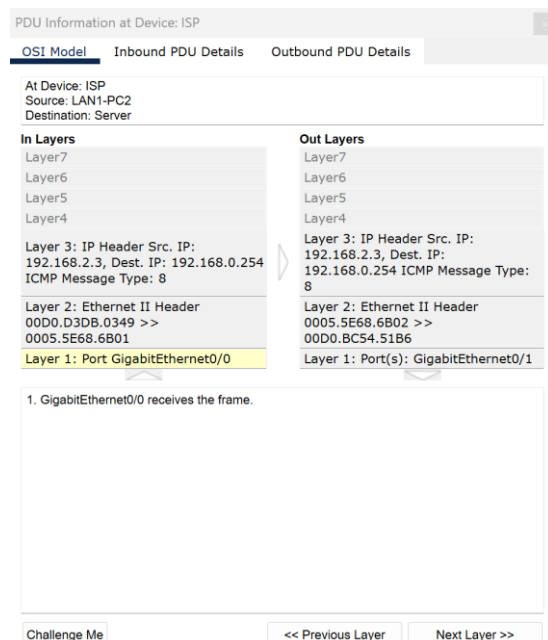 PDU Information at Device: ISP
OSI Model Inbound PDU Details Outbound PDU Details
At Device: ISP
Source: LAN1-PC2
Destination: Server
In Layers
Layer7
Layer6
Layer5
Layer4
Layer 3: IP Header Src. IP:
192.168.2.3, Dest. IP: 192.168.0.254
ICMP Message Type: 8
Layer 2: Ethernet II Header
00D0.D3DB.0349 >>
0005.5E68.6B01
Layer 1: Port GigabitEthernet0/0
Out Layers
Layer7
Layer6
Layer5
Layer4
Layer 3: IP Header Src. IP:
192.168.2.3, Dest. IP:
192.168.0.254 ICMP Message Type:
8
Layer 2: Ethernet II Header
0005.5E68.6B02 >>
00D0.BC54.51B6
Layer 1: Port(s): GigabitEthernet0/1
1. GigabitEthernet0/0 receives the frame.
Challenge Me << Previous Layer Next Layer >>